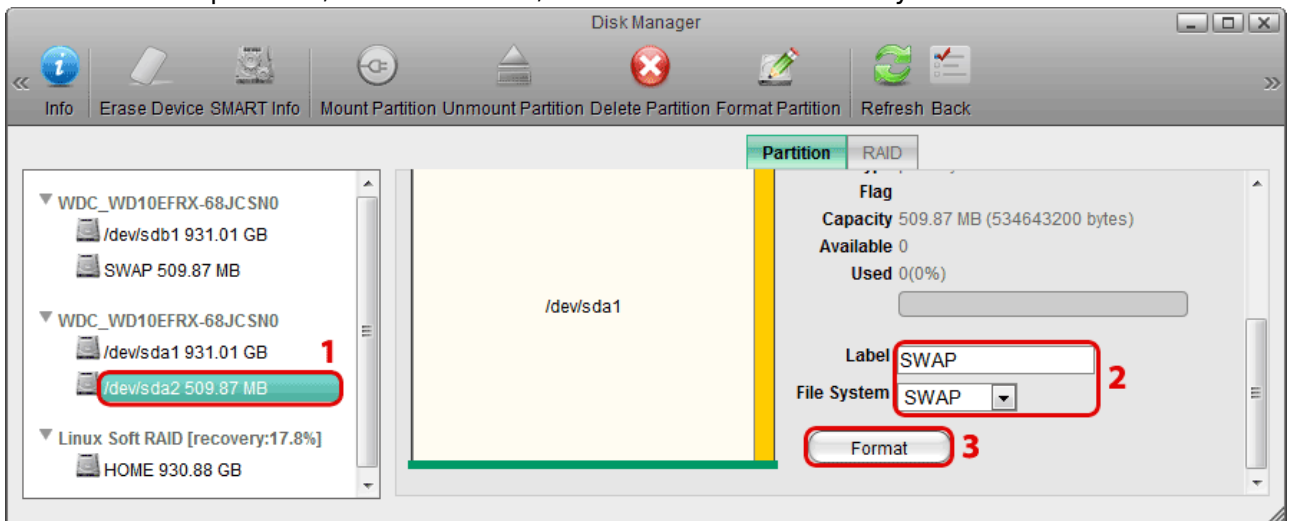 Disk Manager
Info Erase Device SMART Info Mount Partition Unmount Partition Delete Partition Format Partition Refresh Back
Partition RAID
WDC_WD10EFRX-68JCSN0
/dev/sdb1 931.01 GB
SWAP 509.87 MB
WDC_WD10EFRX-68JCSN0
/dev/sda1 931.01 GB 1
/dev/sda2 509.87 MB
Linux Soft RAID [recovery:17.8%]
HOME 930.88 GB
/dev/sda1
Flag
Capacity 509.87 MB (534643200 bytes)
Available 0
Used 0(0%)
Label SWAP
2
File System SWAP
Format 3